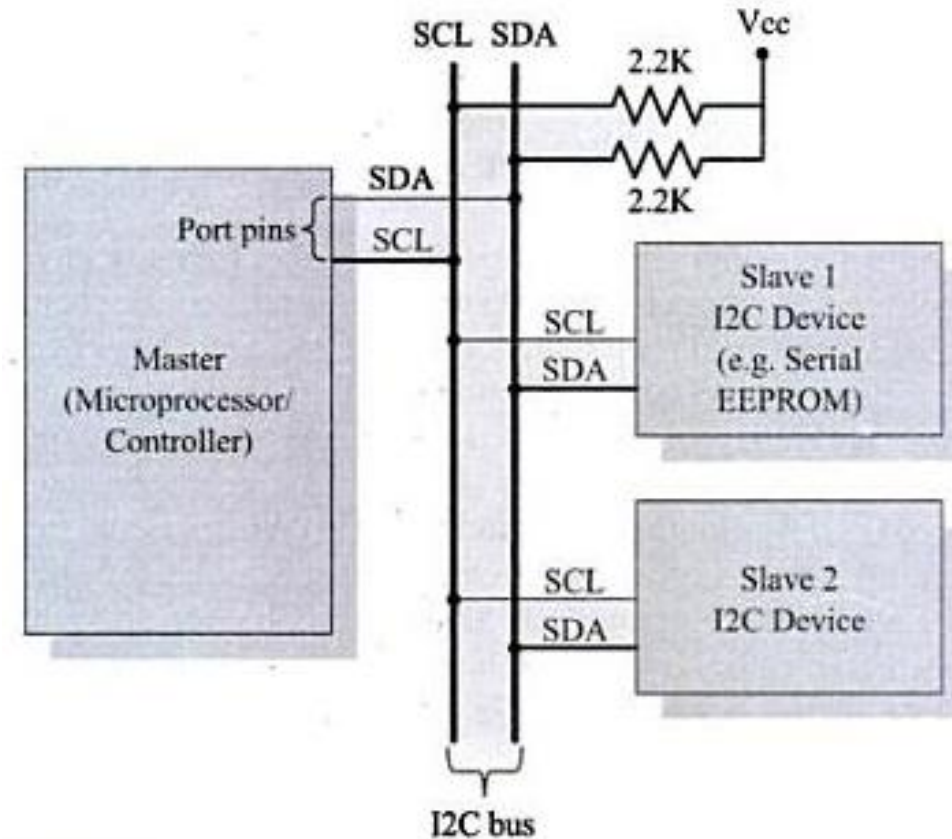 Vcc
SCL SDA
2.2K
2.2K
SDA
Port pins
SCL
Master
(Microprocessor/
Controller)
SCL
SDA
Slave 1
I2C Device
(e.g. Serial
EEPROM)
SCL
SDA
Slave 2
I2C Device
I2C bus